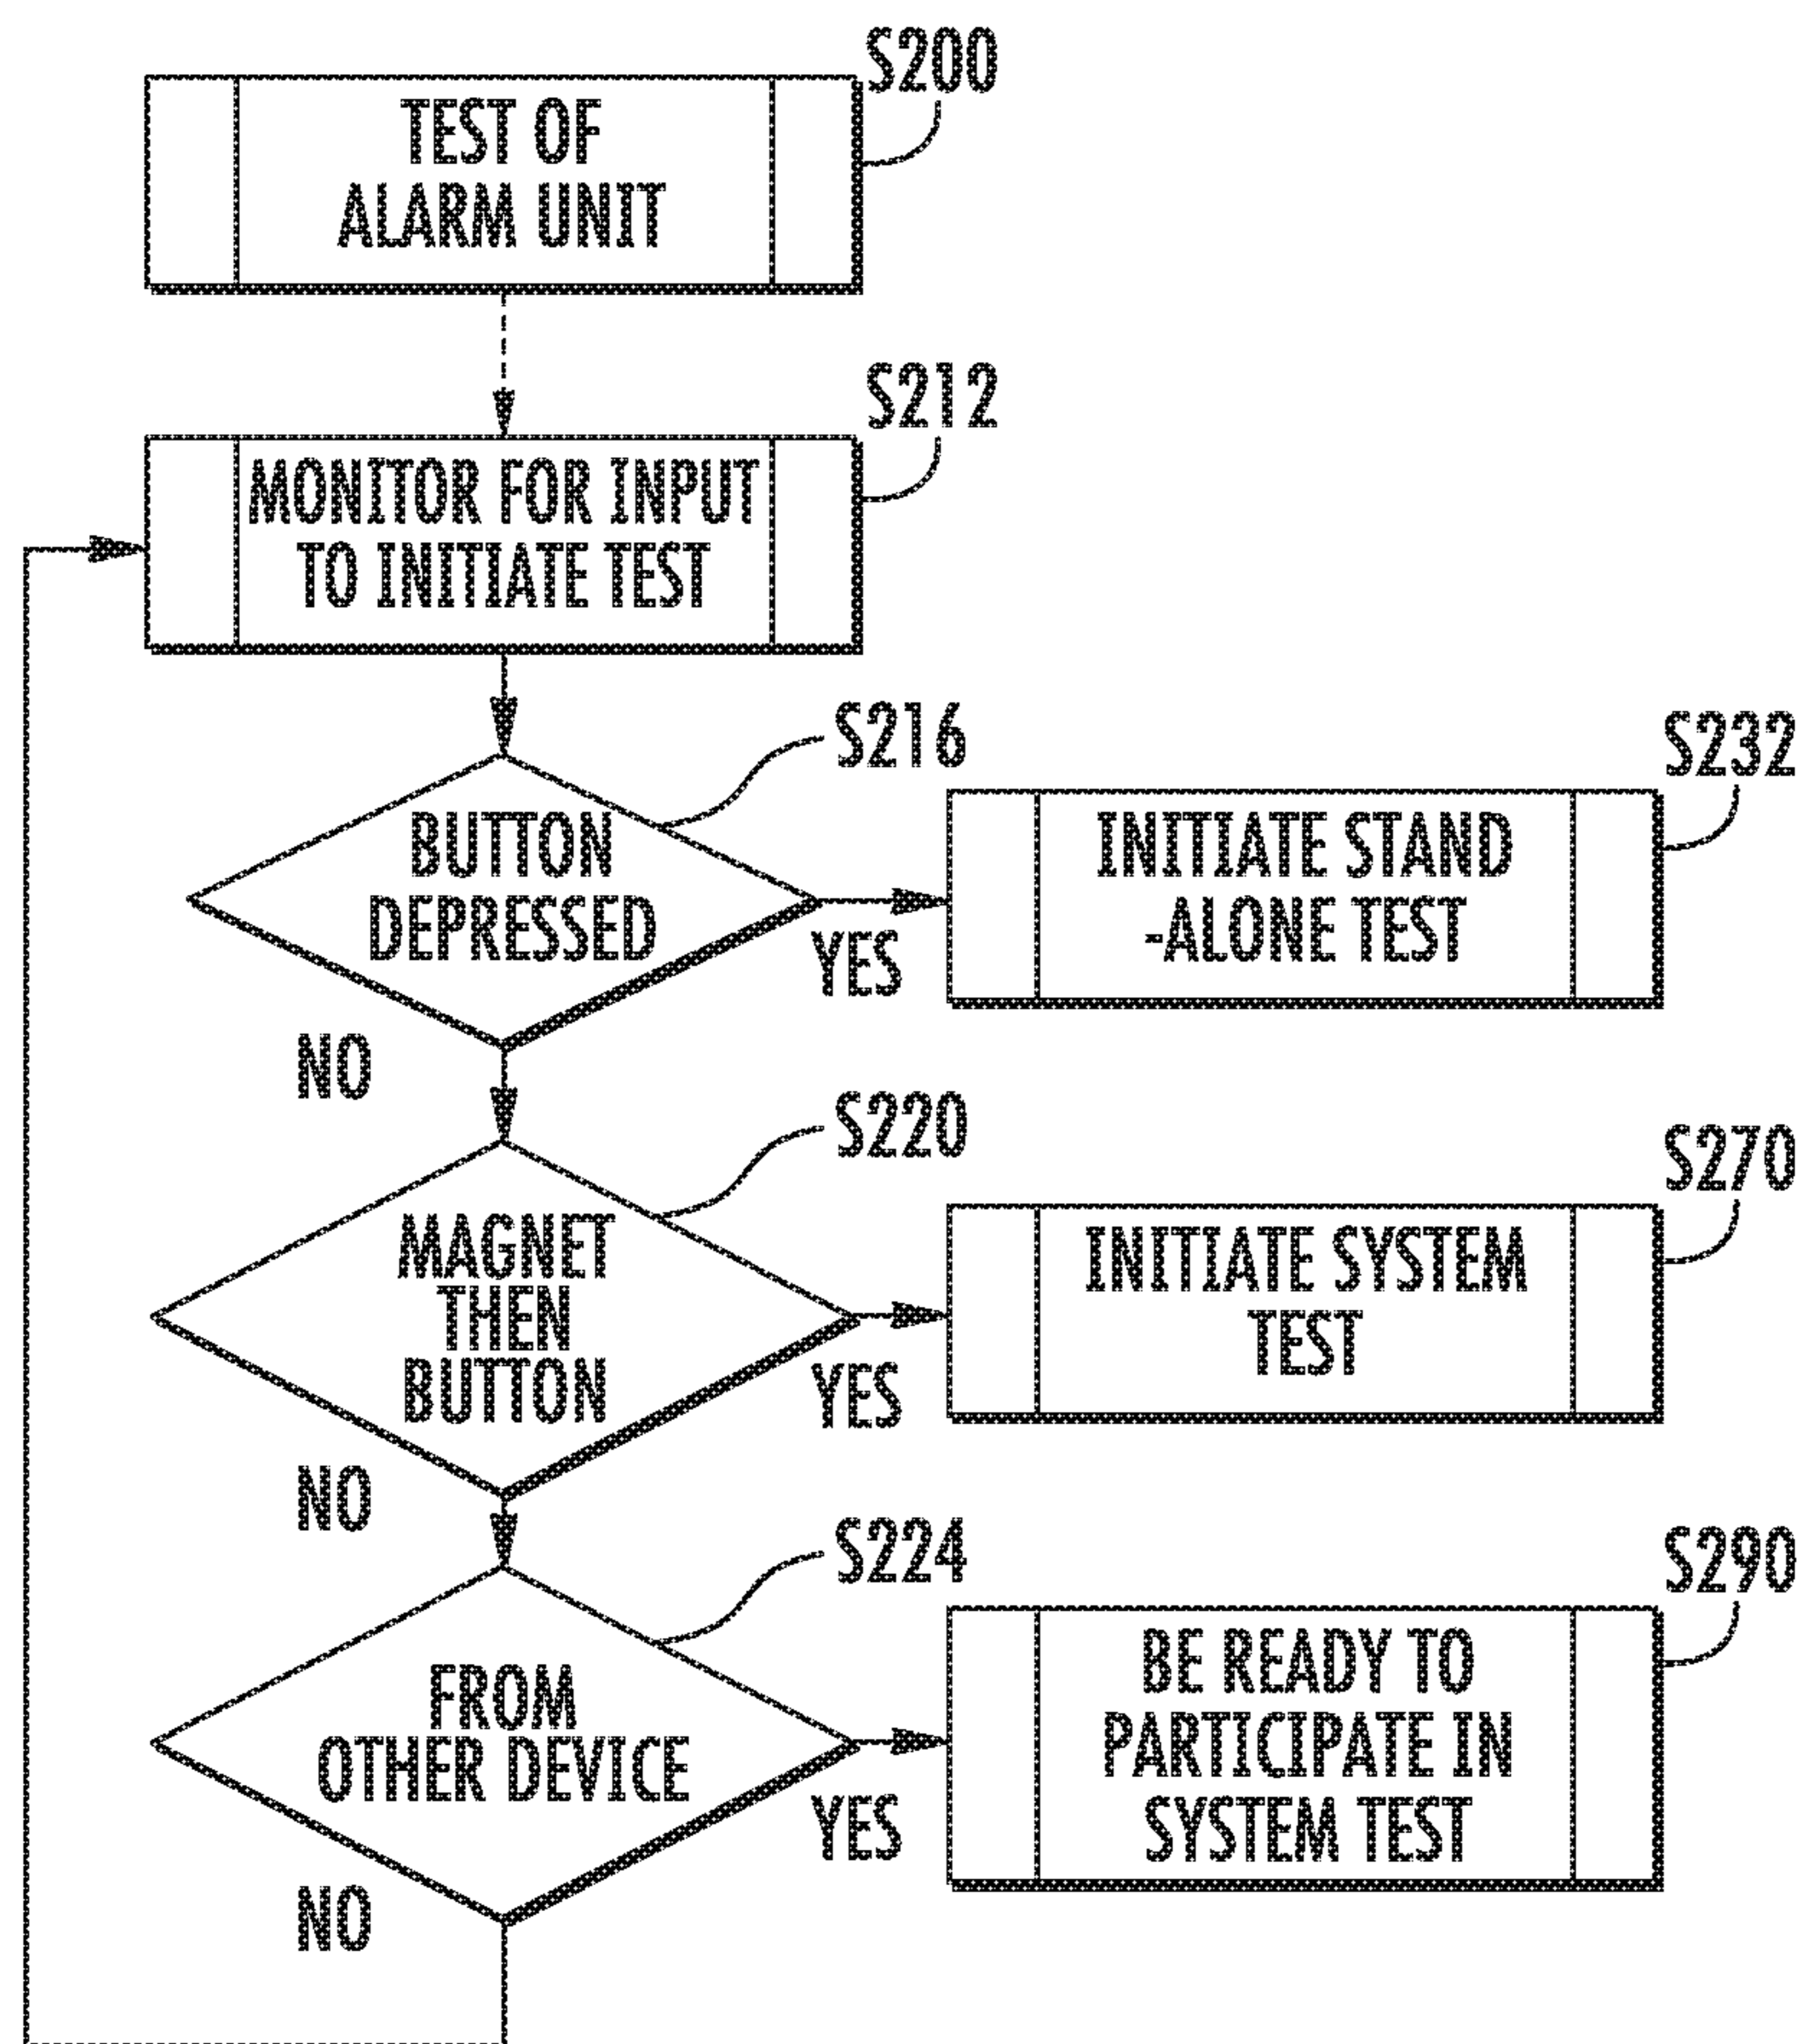 S200
TEST OF
ALARM UNIT
S212
MONITOR FOR INPUT
TO INITIATE TEST
S216
BUTTON
DEPRESSED
YES
NO
S232
INITIATE STAND
-ALONE TEST
S220
MAGNET
THEN
BUTTON
YES
NO
S270
INITIATE SYSTEM
TEST
S224
FROM
OTHER DEVICE
YES
NO
S290
BE READY TO
PARTICIPATE IN
SYSTEM TEST